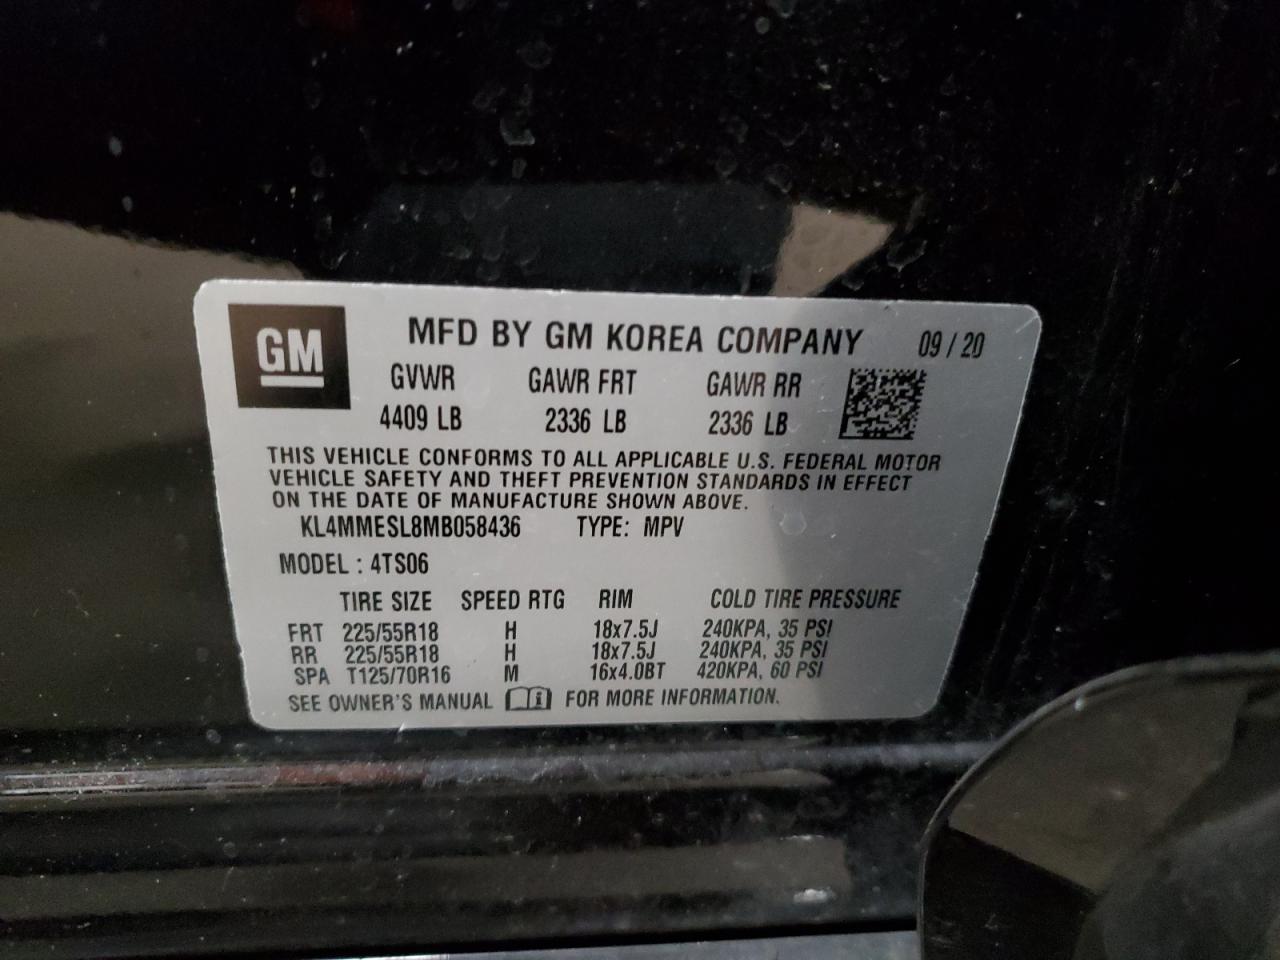 GM
MFD BY GM KOREA COMPANY 09 / 20
GVWR GAWR FRT GAWR RR
4409 LB 2336 LB 2336 LB
THIS VEHICLE CONFORMS TO ALL APPLICABLE U.S. FEDERAL MOTOR
VEHICLE SAFETY AND THEFT PREVENTION STANDARDS IN EFFECT
ON THE DATE OF MANUFACTURE SHOWN ABOVE.
KL4MMESL8MB058436 TYPE: MPV
MODEL : 4TS06
TIRE SIZE SPEED RTG RIM COLD TIRE PRESSURE
FRT 225/55R18 H 18x7.5J 240KPA, 35 PSI
RR 225/55R18 H 18x7.5J 240KPA, 35 PSI
SPA T125/70R16 M 16x4.0BT 420KPA, 60 PSI
SEE OWNER'S MANUAL i FOR MORE INFORMATION.